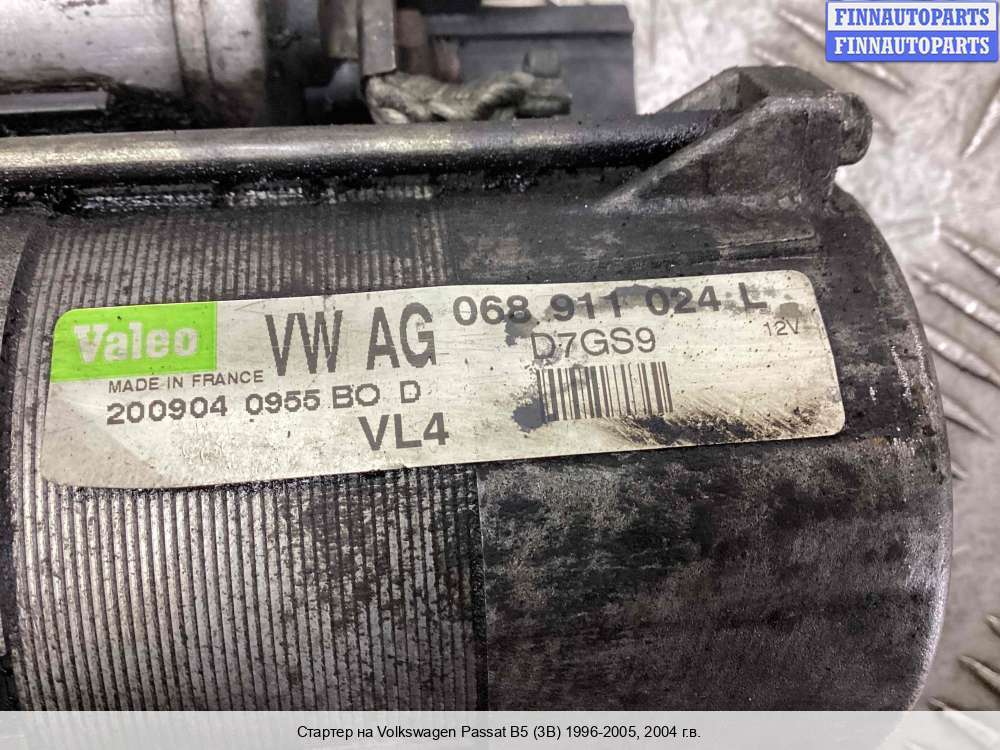 FINNAUTOPARTS
FINNAUTOPARTS
Valeo
VW AG
068 911 024 L
D7GS9
12V
MADE IN FRANCE
200904 0955 BO D
VL4
Стартер на Volkswagen Passat B5 (3B) 1996-2005, 2004 г.в.